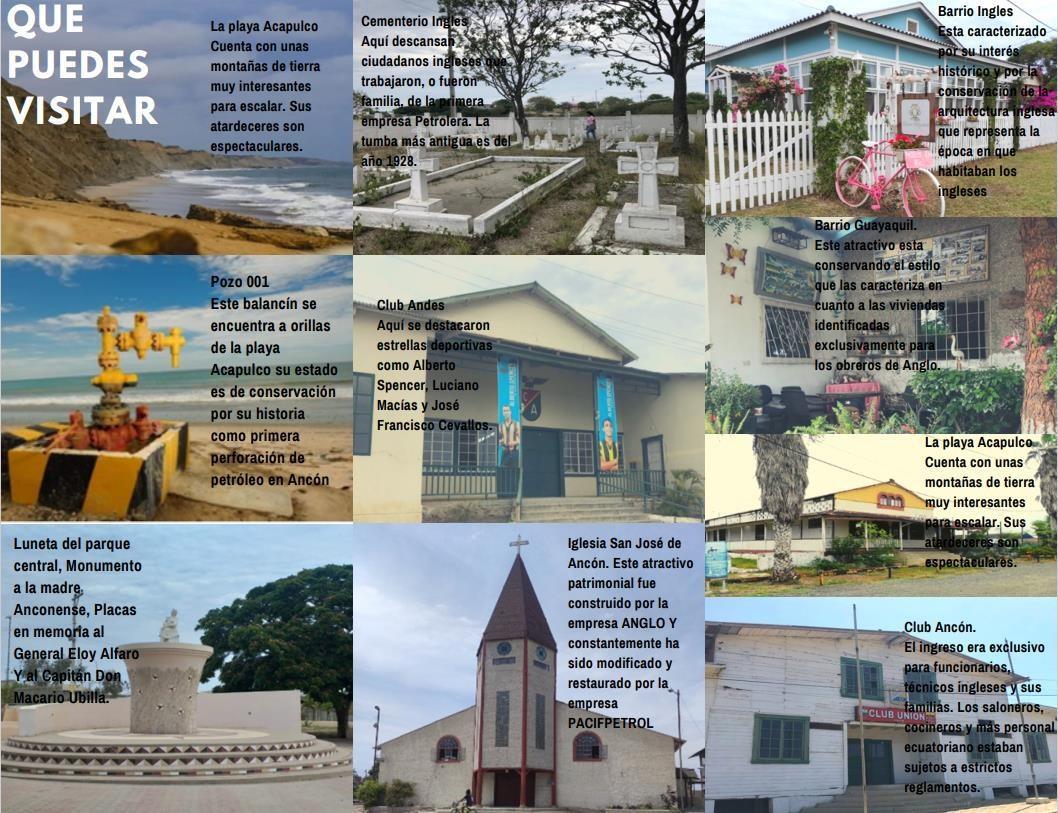 QUE
PUEDES
VISITAR
La playa Acapulco
Cuenta con unas
montañas de tierra
muy interesantes
para escalar. Sus
atardeceres son
espectaculares.
Cementerio Ingles
Aquí descansan
ciudadanos ingleses que
trabajaron, o fueron
familia, de la primera
empresa Petrolera. La
tumba más antigua es del
año 1928.
Barrio Ingles
Esta caracterizado
por su interés
histórico y por la
conservación de la
arquitectura inglesa
que representa la
época en que
habitaban los
ingleses
Pozo 001
Este balancín se
encuentra a orillas
de la playa
Acapulco su estado
es de conservación
por su historia
como primera
perforación de
petróleo en Ancón
Club Andes
Aquí se destacaron
estrellas deportivas
como Alberto
Spencer, Luciano
Macías y José
Francisco Cevallos.
CA
Barrio Guayaquil.
Este atractivo esta
conservando el estilo
que las caracteriza en
cuanto a las viviendas
identificadas
exclusivamente para
los obreros de Anglo.
La playa Acapulco
Cuenta con unas
montañas de tierra
muy interesantes
para escalar. Sus
atardeceres son
espectaculares.
Luneta del parque
central, Monumento
a la madre
Anconense, Placas
en memoria al
General Eloy Alfaro
Y al Capitán Don
Macario Ubilla.
Iglesia San José de
Ancón. Este atractivo
patrimonial fue
construido por la
empresa ANGLO Y
constantemente ha
sido modificado y
restaurado por la
empresa
PACIFPETROL
Club Ancón.
El ingreso era exclusivo
para funcionarios,
técnicos ingleses y sus
familias. Los saloneros,
cocineros y más personal
ecuatoriano estaban
sujetos a estrictos
reglamentos.
CLUB UNION